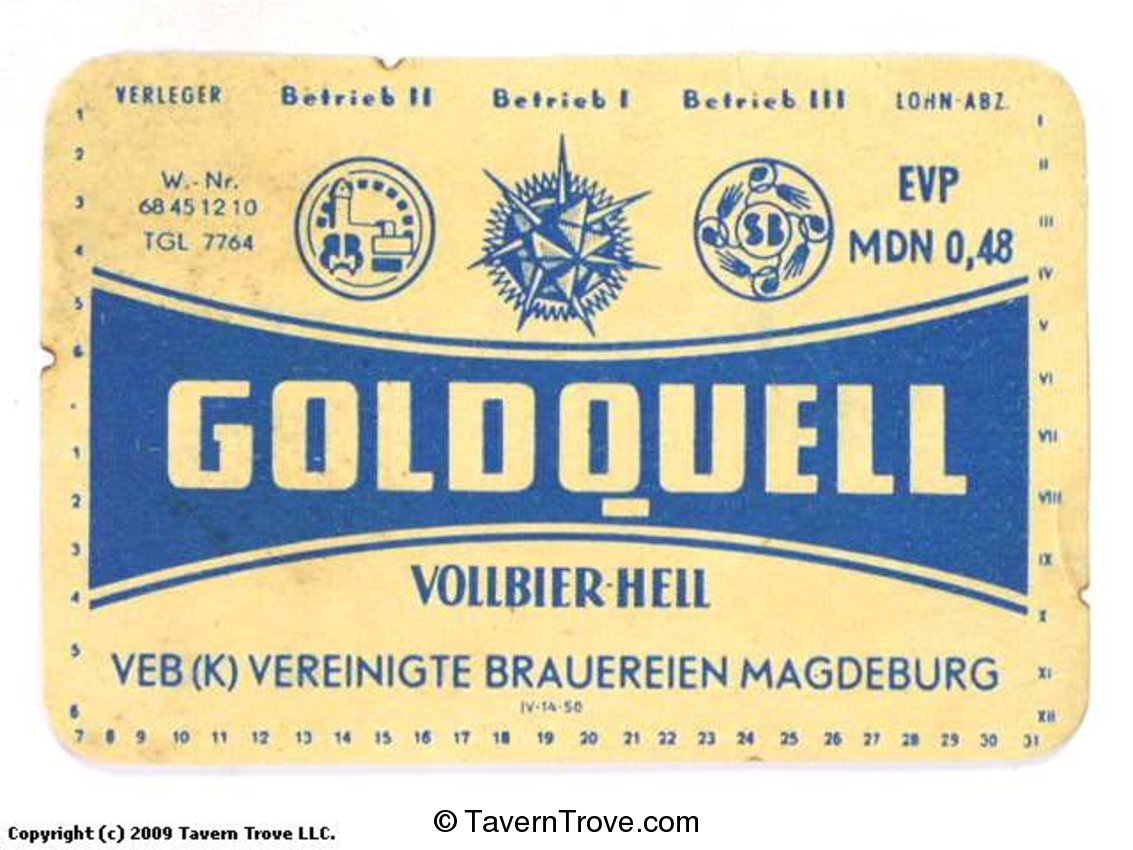 VERLEGER Betrieb II Betrieb I Betrieb III LOHN-ABZ.
W.-Nr.
68 45 12 10
TGL 7764
SB
EVP
MDN 0,48
GOLDQUELL
VOLLBIER-HELL
VEB (K) VEREINIGTE BRAUEREIEN MAGDEBURG
IV-14-50
1
2
3
4
5
6
1
2
3
4
5
6
7 8 9 10 11 12 13 14 15 16 17 18 19 20 21 22 23 24 25 26 27 28 29 30 31
I
II
III
IV
V
VI
VII
VIII
IX
X
XI
XII
Copyright (c) 2009 Tavern Trove LLC.
© TavernTrove.com